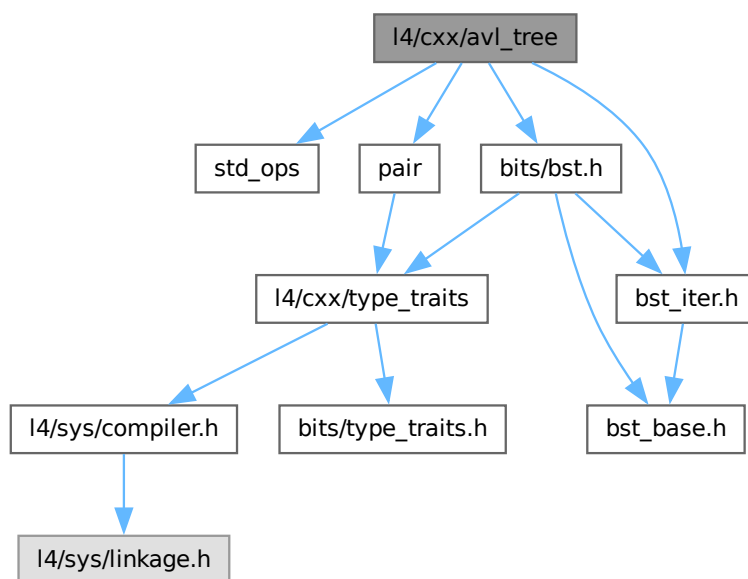 l4/cxx/avl_tree
std_ops
pair
bits/bst.h
l4/cxx/type_traits
bst_iter.h
l4/sys/compiler.h
bits/type_traits.h
bst_base.h
l4/sys/linkage.h